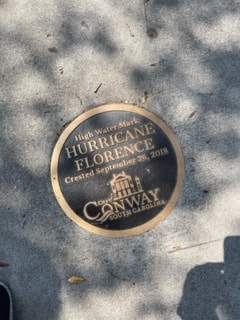 High Water Mark
HURRICANE
FLORENCE
Crested September 26, 2018
CITY OF
CONWAY
SOUTH CAROLINA